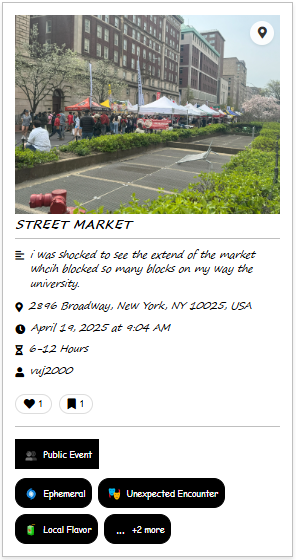 STREET MARKET
i was shocked to see the extend of the market
whcih blocked so many blocks on my way the
university.
2896 Broadway, New York, NY 10025, USA
April 19, 2025 at 9:04 AM
6-12 Hours
vuj2000
1 1
Public Event
Ephemeral Unexpected Encounter
Local Flavor ... +2 more